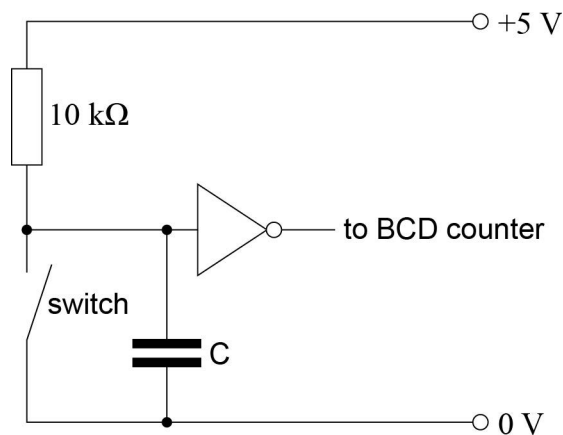 +5 V
10 kΩ
to BCD counter
switch
C
0 V